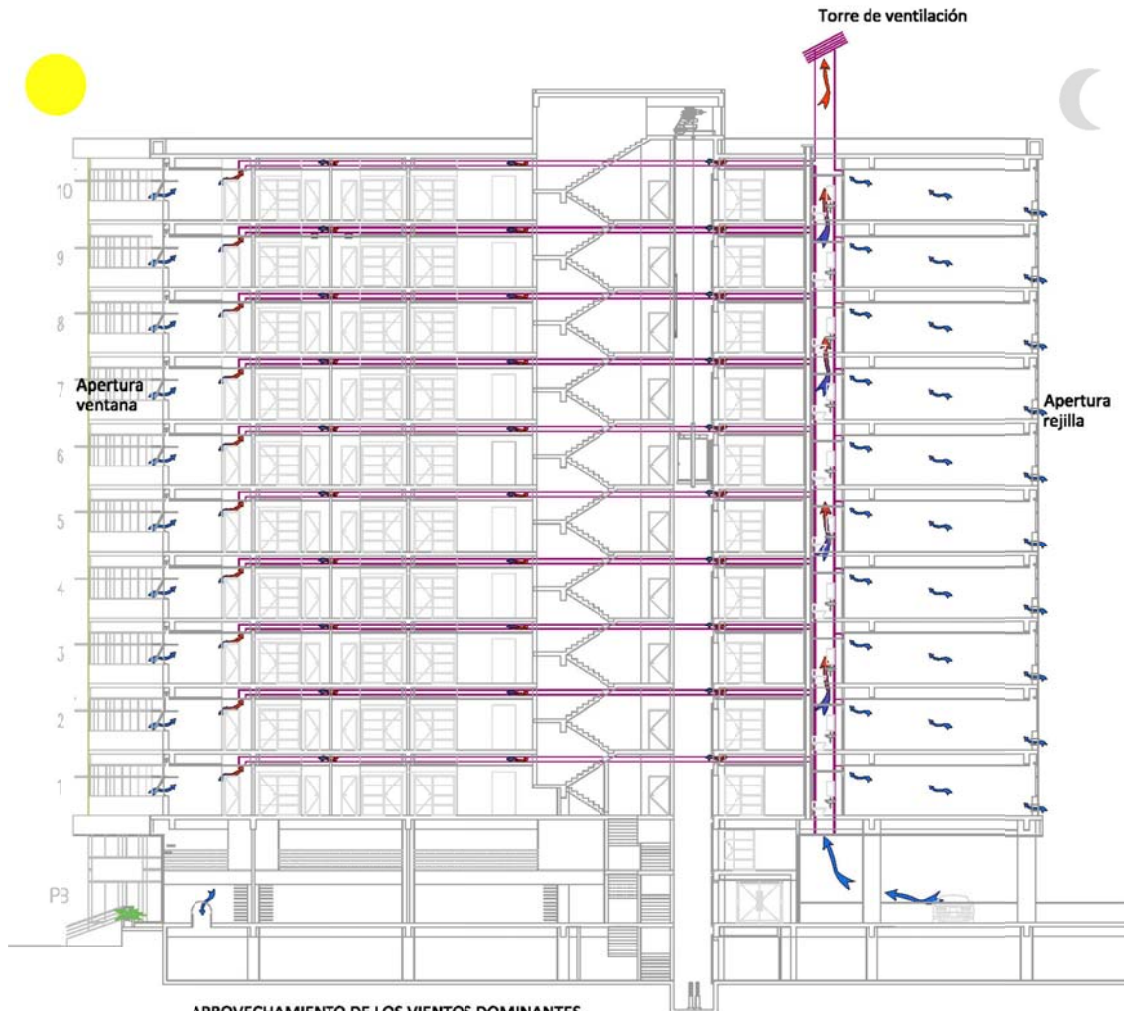 Torre de ventilación
10
9
8
7
Apertura
ventana
Apertura
rejilla
6
5
4
3
2
1
PB
APROVECHAMIENTO DE LOS VIENTOS DOMINANTES